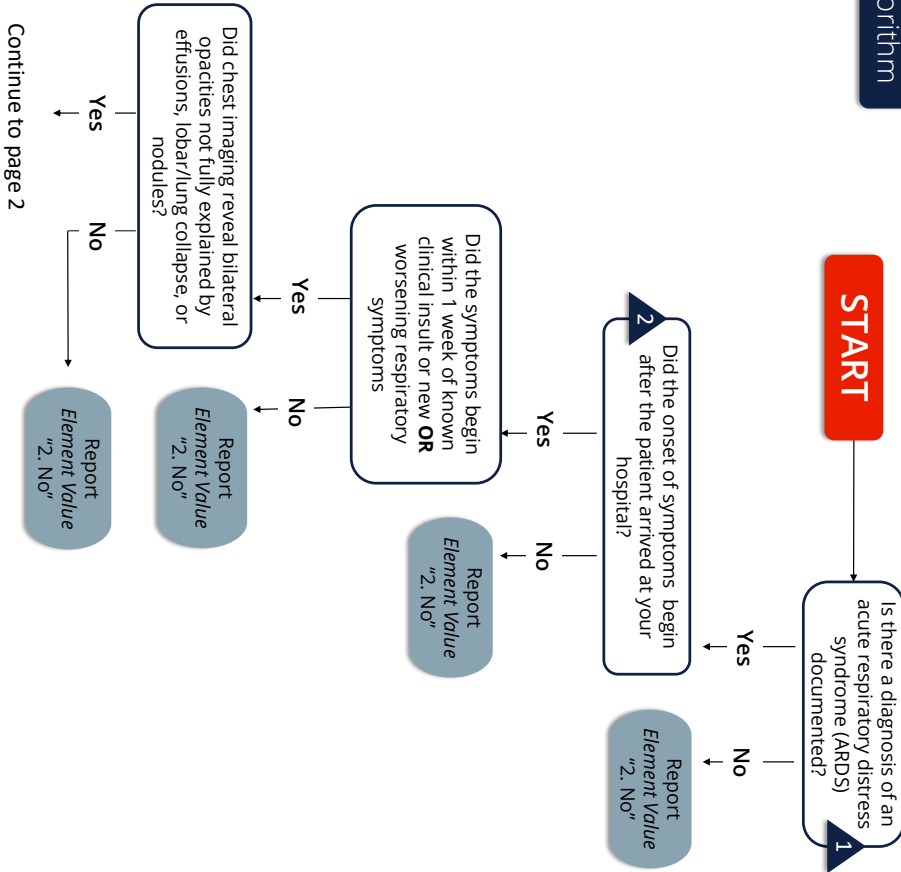 orithm
START
Is there a diagnosis of an
acute respiratory distress
syndrome (ARDS)
documented?
1
Yes
No
Report
Element Value
“2. No”
2
Did the onset of symptoms begin
after the patient arrived at your
hospital?
Yes
No
Report
Element Value
“2. No”
Did the symptoms begin
within 1 week of known
clinical insult or new OR
worsening respiratory
symptoms
Yes
No
Report
Element Value
“2. No”
Did chest imaging reveal bilateral
opacities not fully explained by
effusions, lobar/lung collapse, or
nodules?
Yes
No
Report
Element Value
“2. No”
Continue to page 2